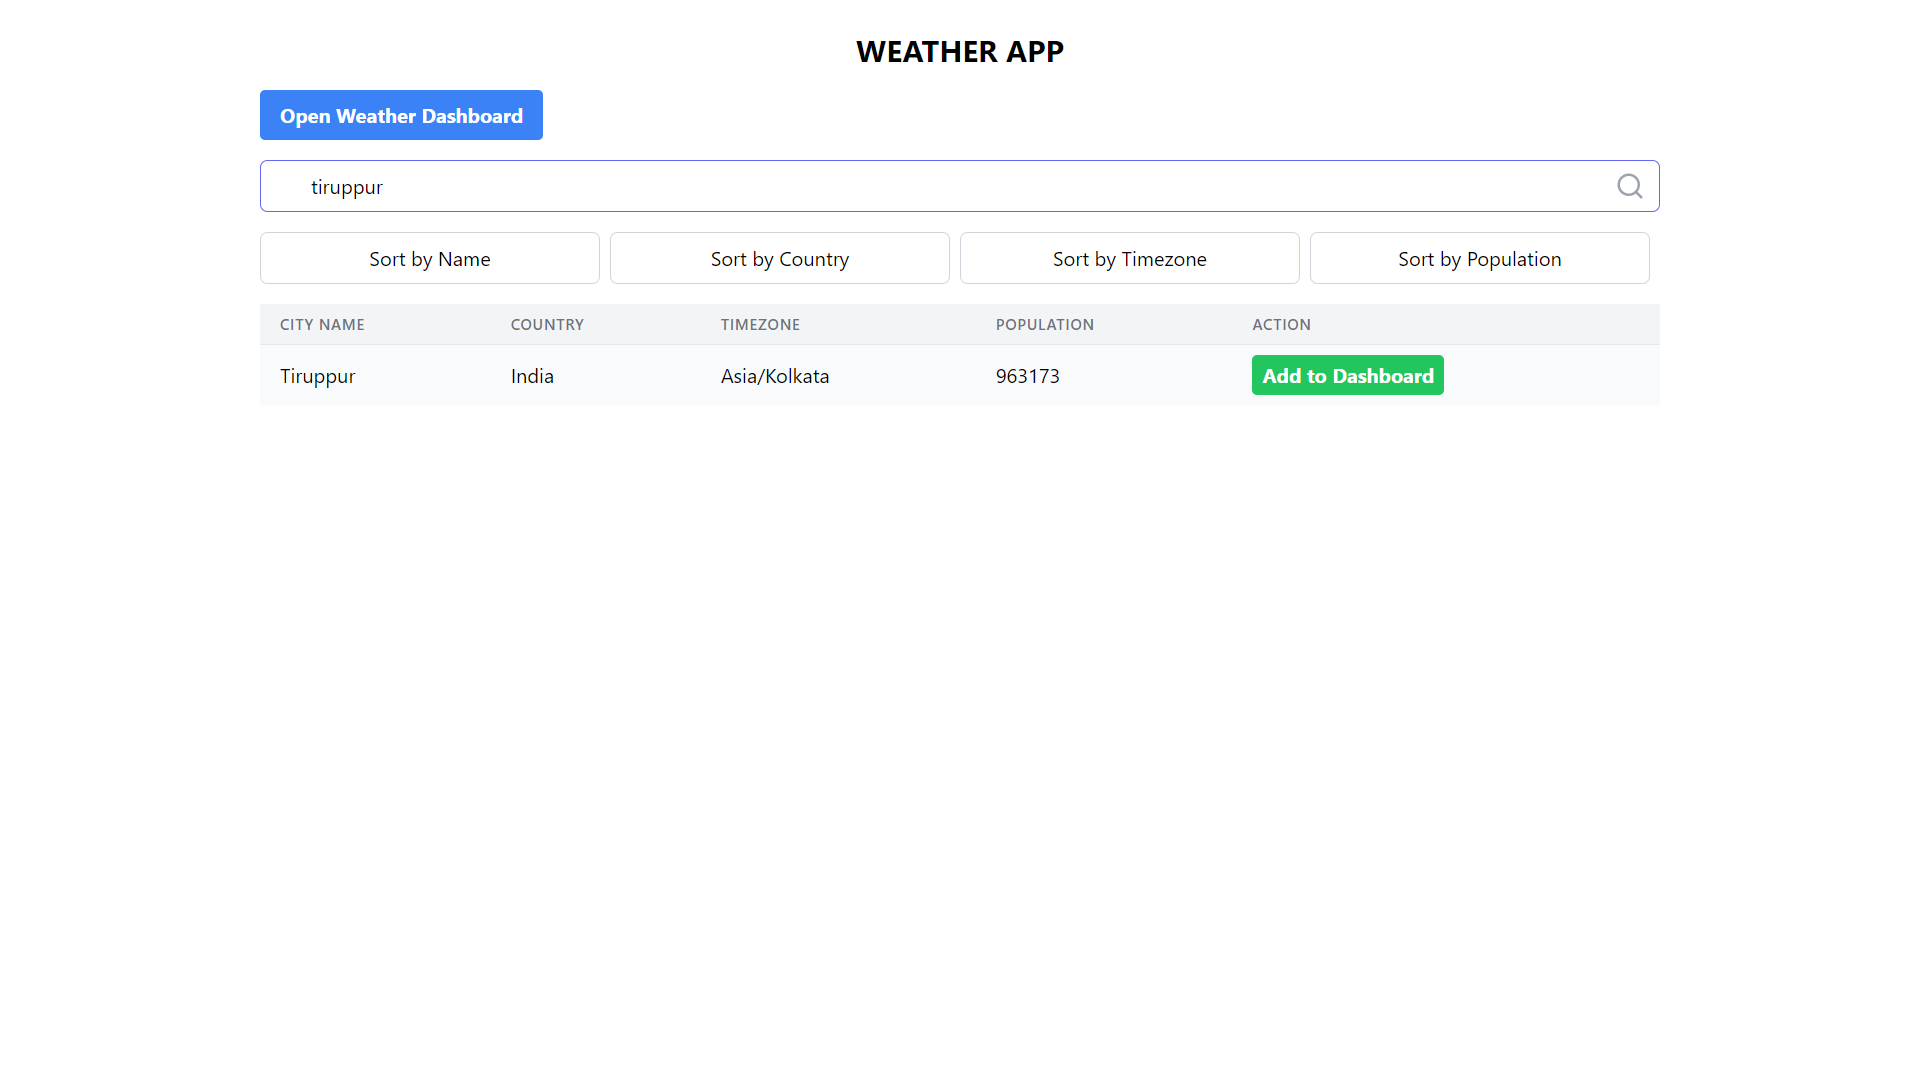 WEATHER APP
Open Weather Dashboard
tiruppur
Sort by Name Sort by Country Sort by Timezone Sort by Population
CITY NAME COUNTRY TIMEZONE POPULATION ACTION
Tiruppur India Asia/Kolkata 963173 Add to Dashboard